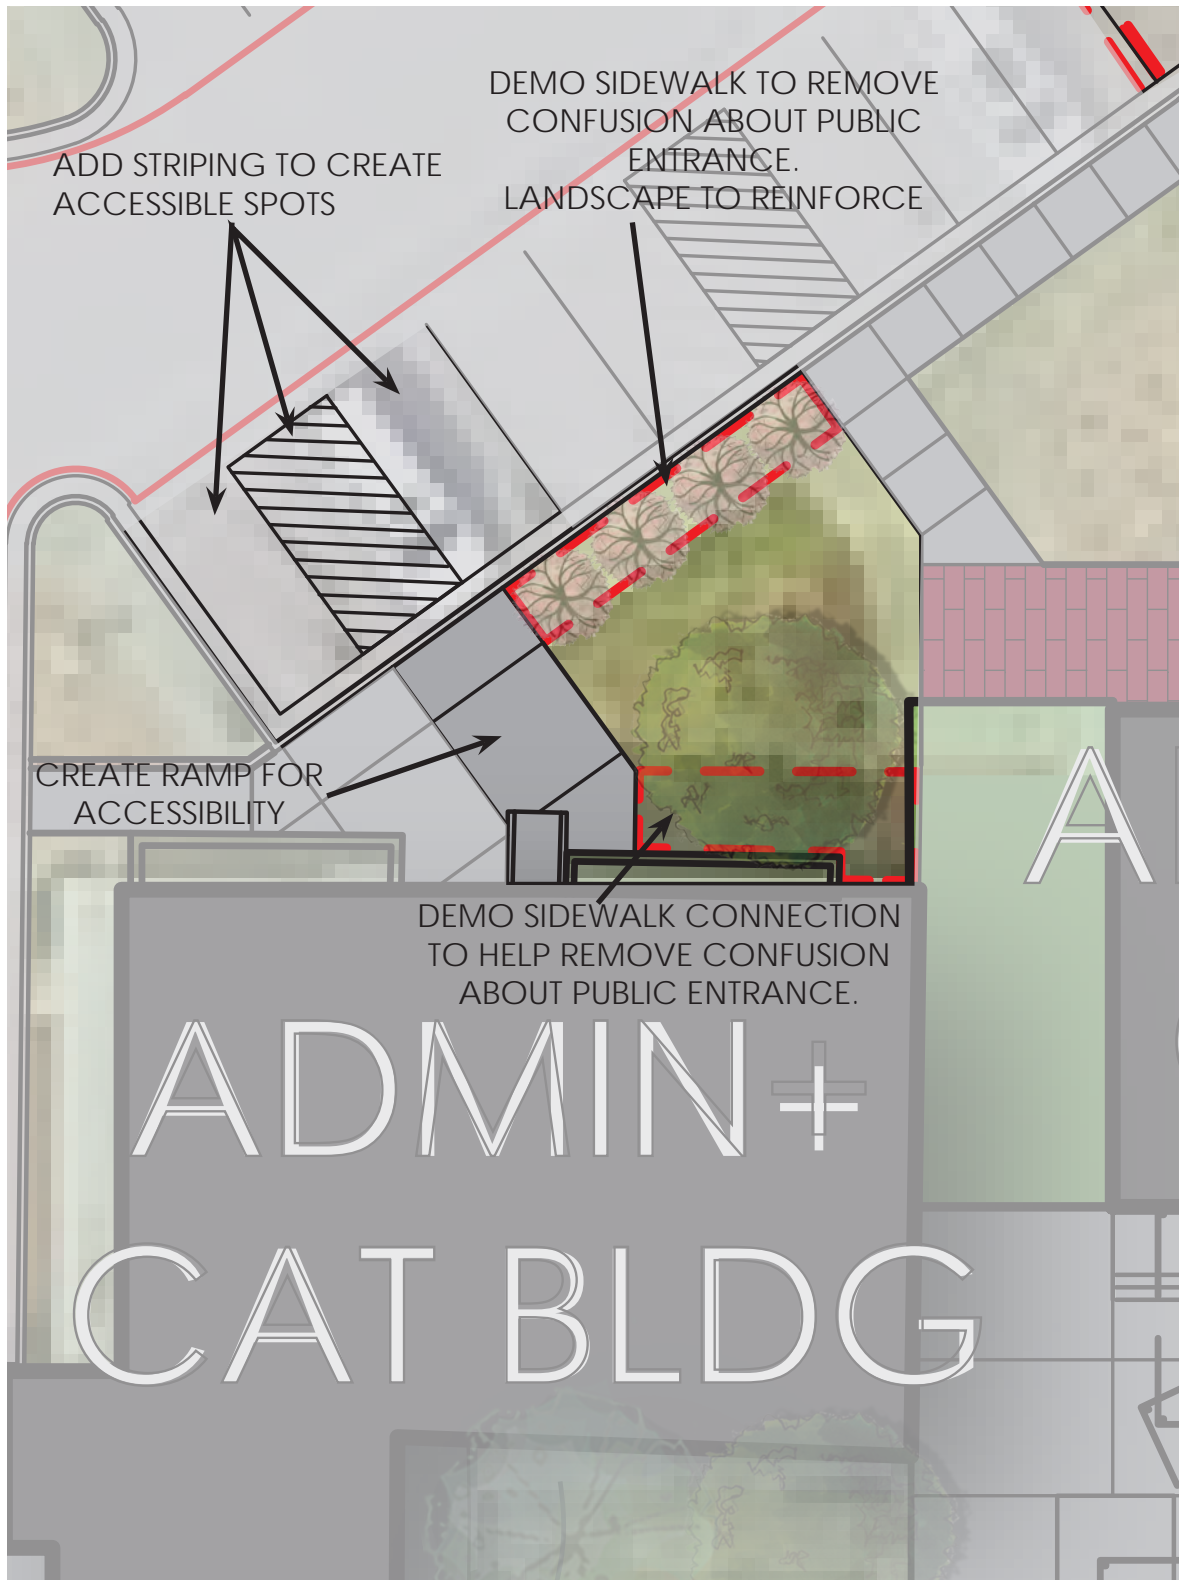 DEMO SIDEWALK TO REMOVE
CONFUSION ABOUT PUBLIC
ENTRANCE.
LANDSCAPE TO REINFORCE
ADD STRIPING TO CREATE
ACCESSIBLE SPOTS
CREATE RAMP FOR
ACCESSIBILITY
DEMO SIDEWALK CONNECTION
TO HELP REMOVE CONFUSION
ABOUT PUBLIC ENTRANCE.
ADMIN+
CAT BLDG